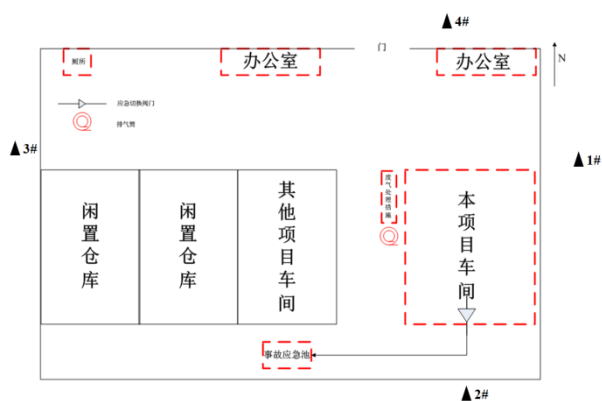 4#
门
厕所
办公室
办公室
N
应急切换阀门
排气筒
3#
1#
废气处理措施
闲置仓库
闲置仓库
其他项目车间
本项目车间
事故应急池
2#